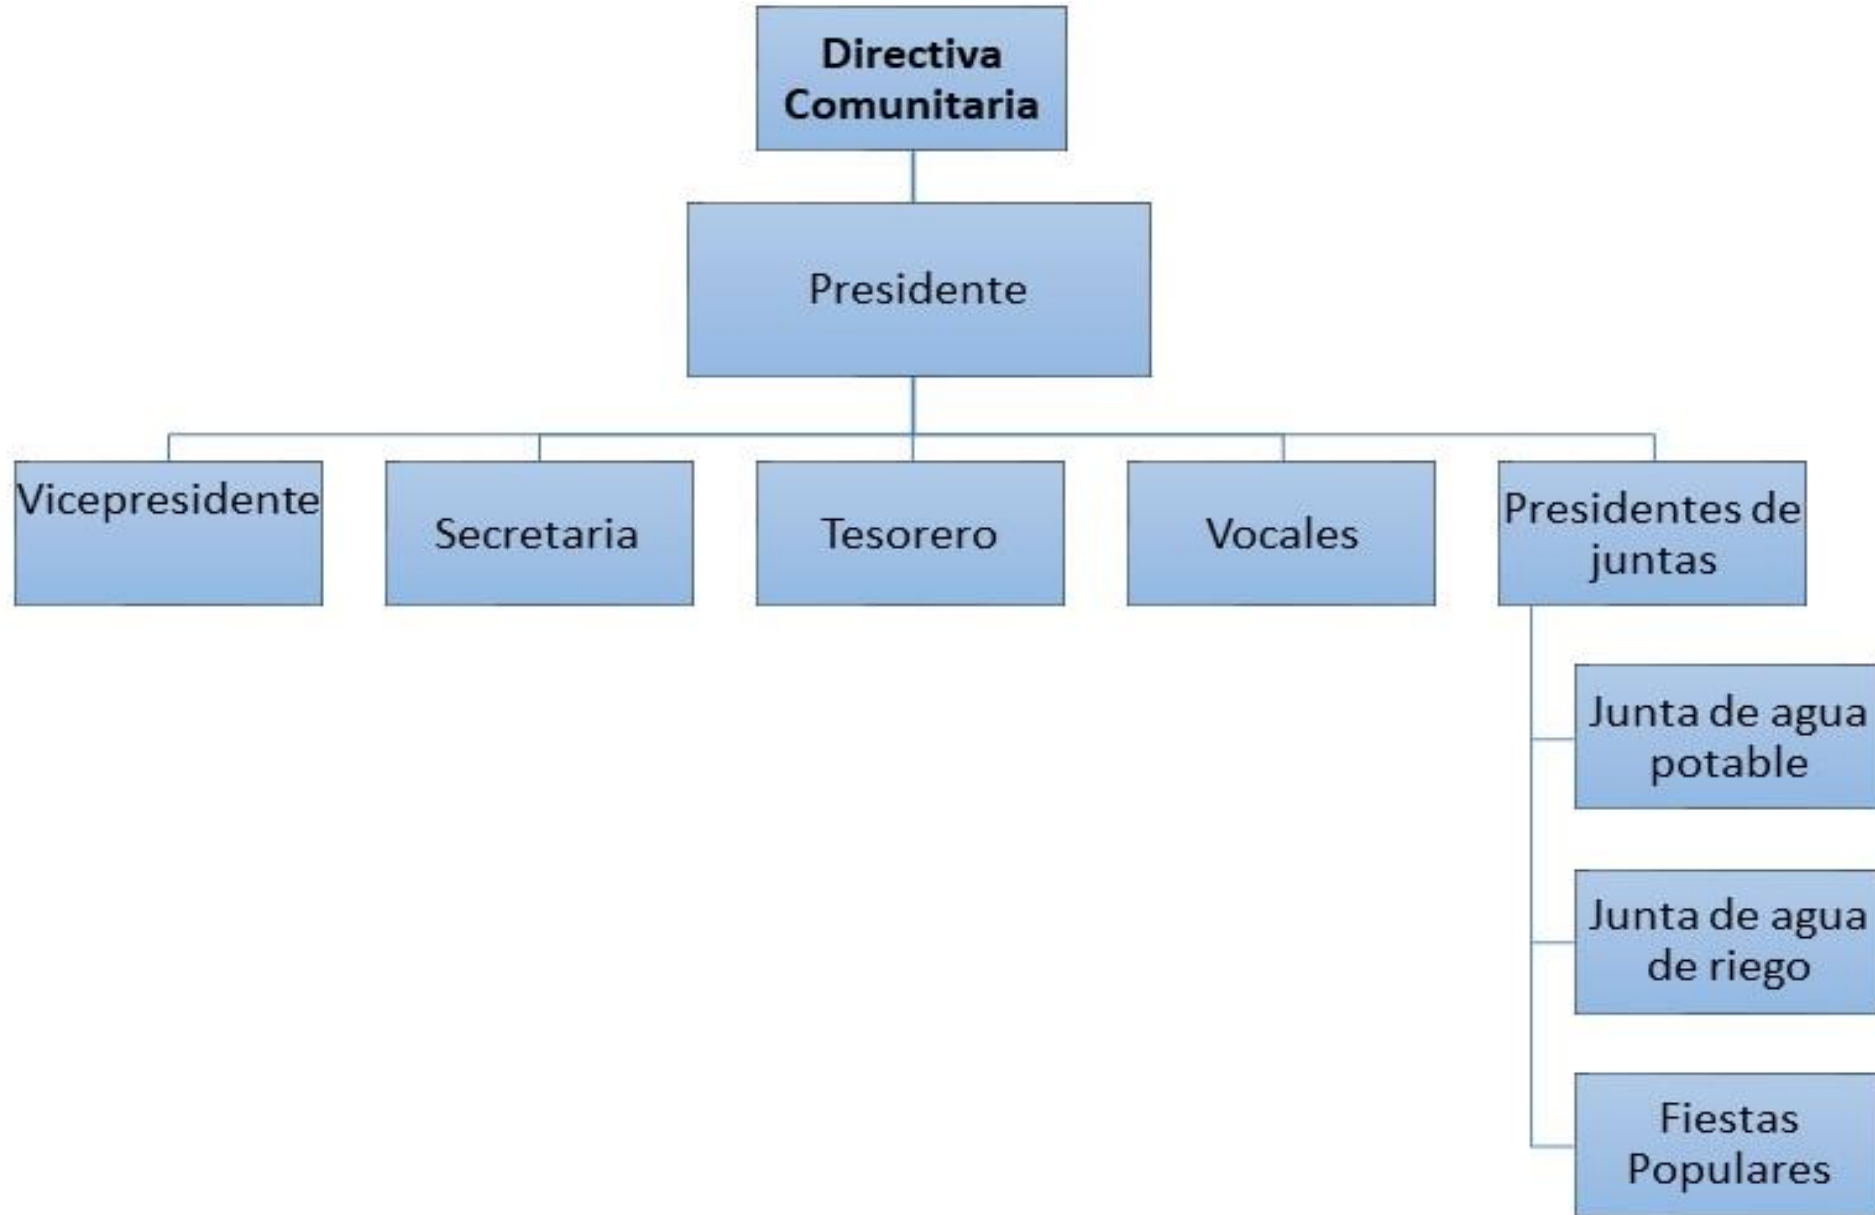 Directiva
Comunitaria
Presidente
Vicepresidente
Secretaria
Tesorero
Vocales
Presidentes de
juntas
Junta de agua
potable
Junta de agua
de riego
Fiestas
Populares